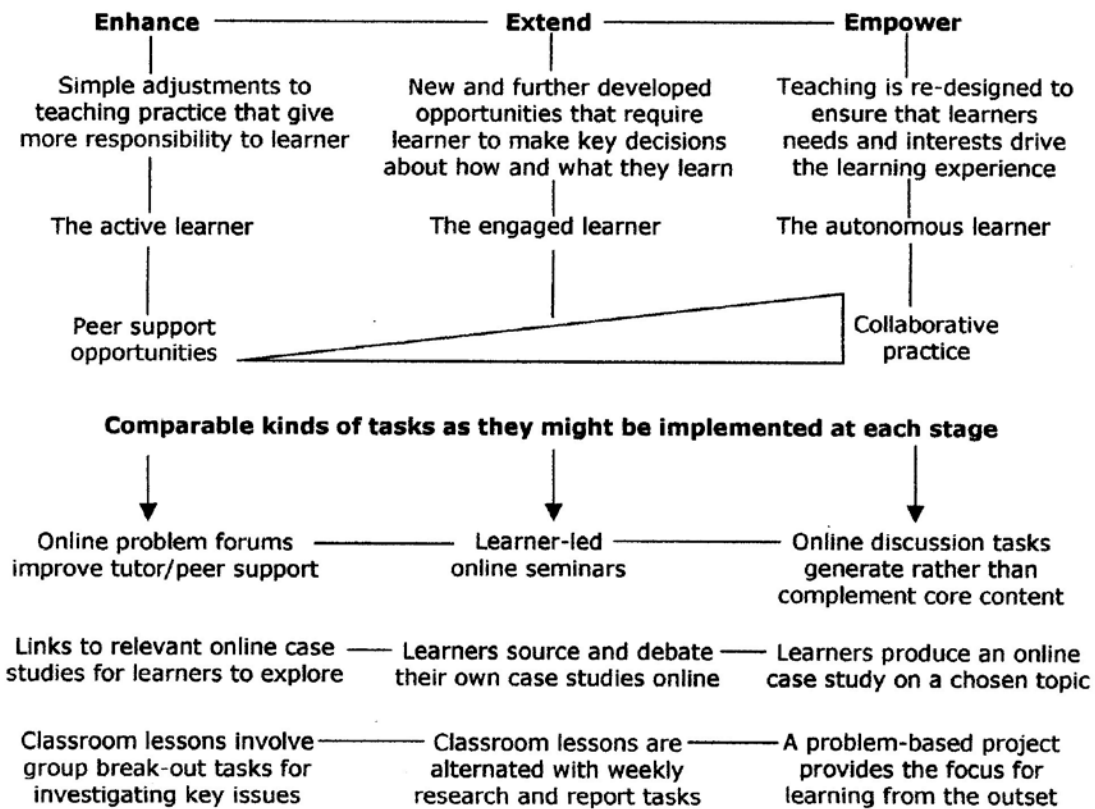 Enhance Extend Empower
Simple adjustments to
teaching practice that give
more responsibility to learner
New and further developed
opportunities that require
learner to make key decisions
about how and what they learn
Teaching is re-designed to
ensure that learners
needs and interests drive
the learning experience
The active learner
The engaged learner
The autonomous learner
Peer support
opportunities
Collaborative
practice
Comparable kinds of tasks as they might be implemented at each stage
Online problem forums
improve tutor/peer support
Learner-led
online seminars
Online discussion tasks
generate rather than
complement core content
Links to relevant online case
studies for learners to explore
Learners source and debate
their own case studies online
Learners produce an online
case study on a chosen topic
Classroom lessons involve
group break-out tasks for
investigating key issues
Classroom lessons are
alternated with weekly
research and report tasks
A problem-based project
provides the focus for
learning from the outset